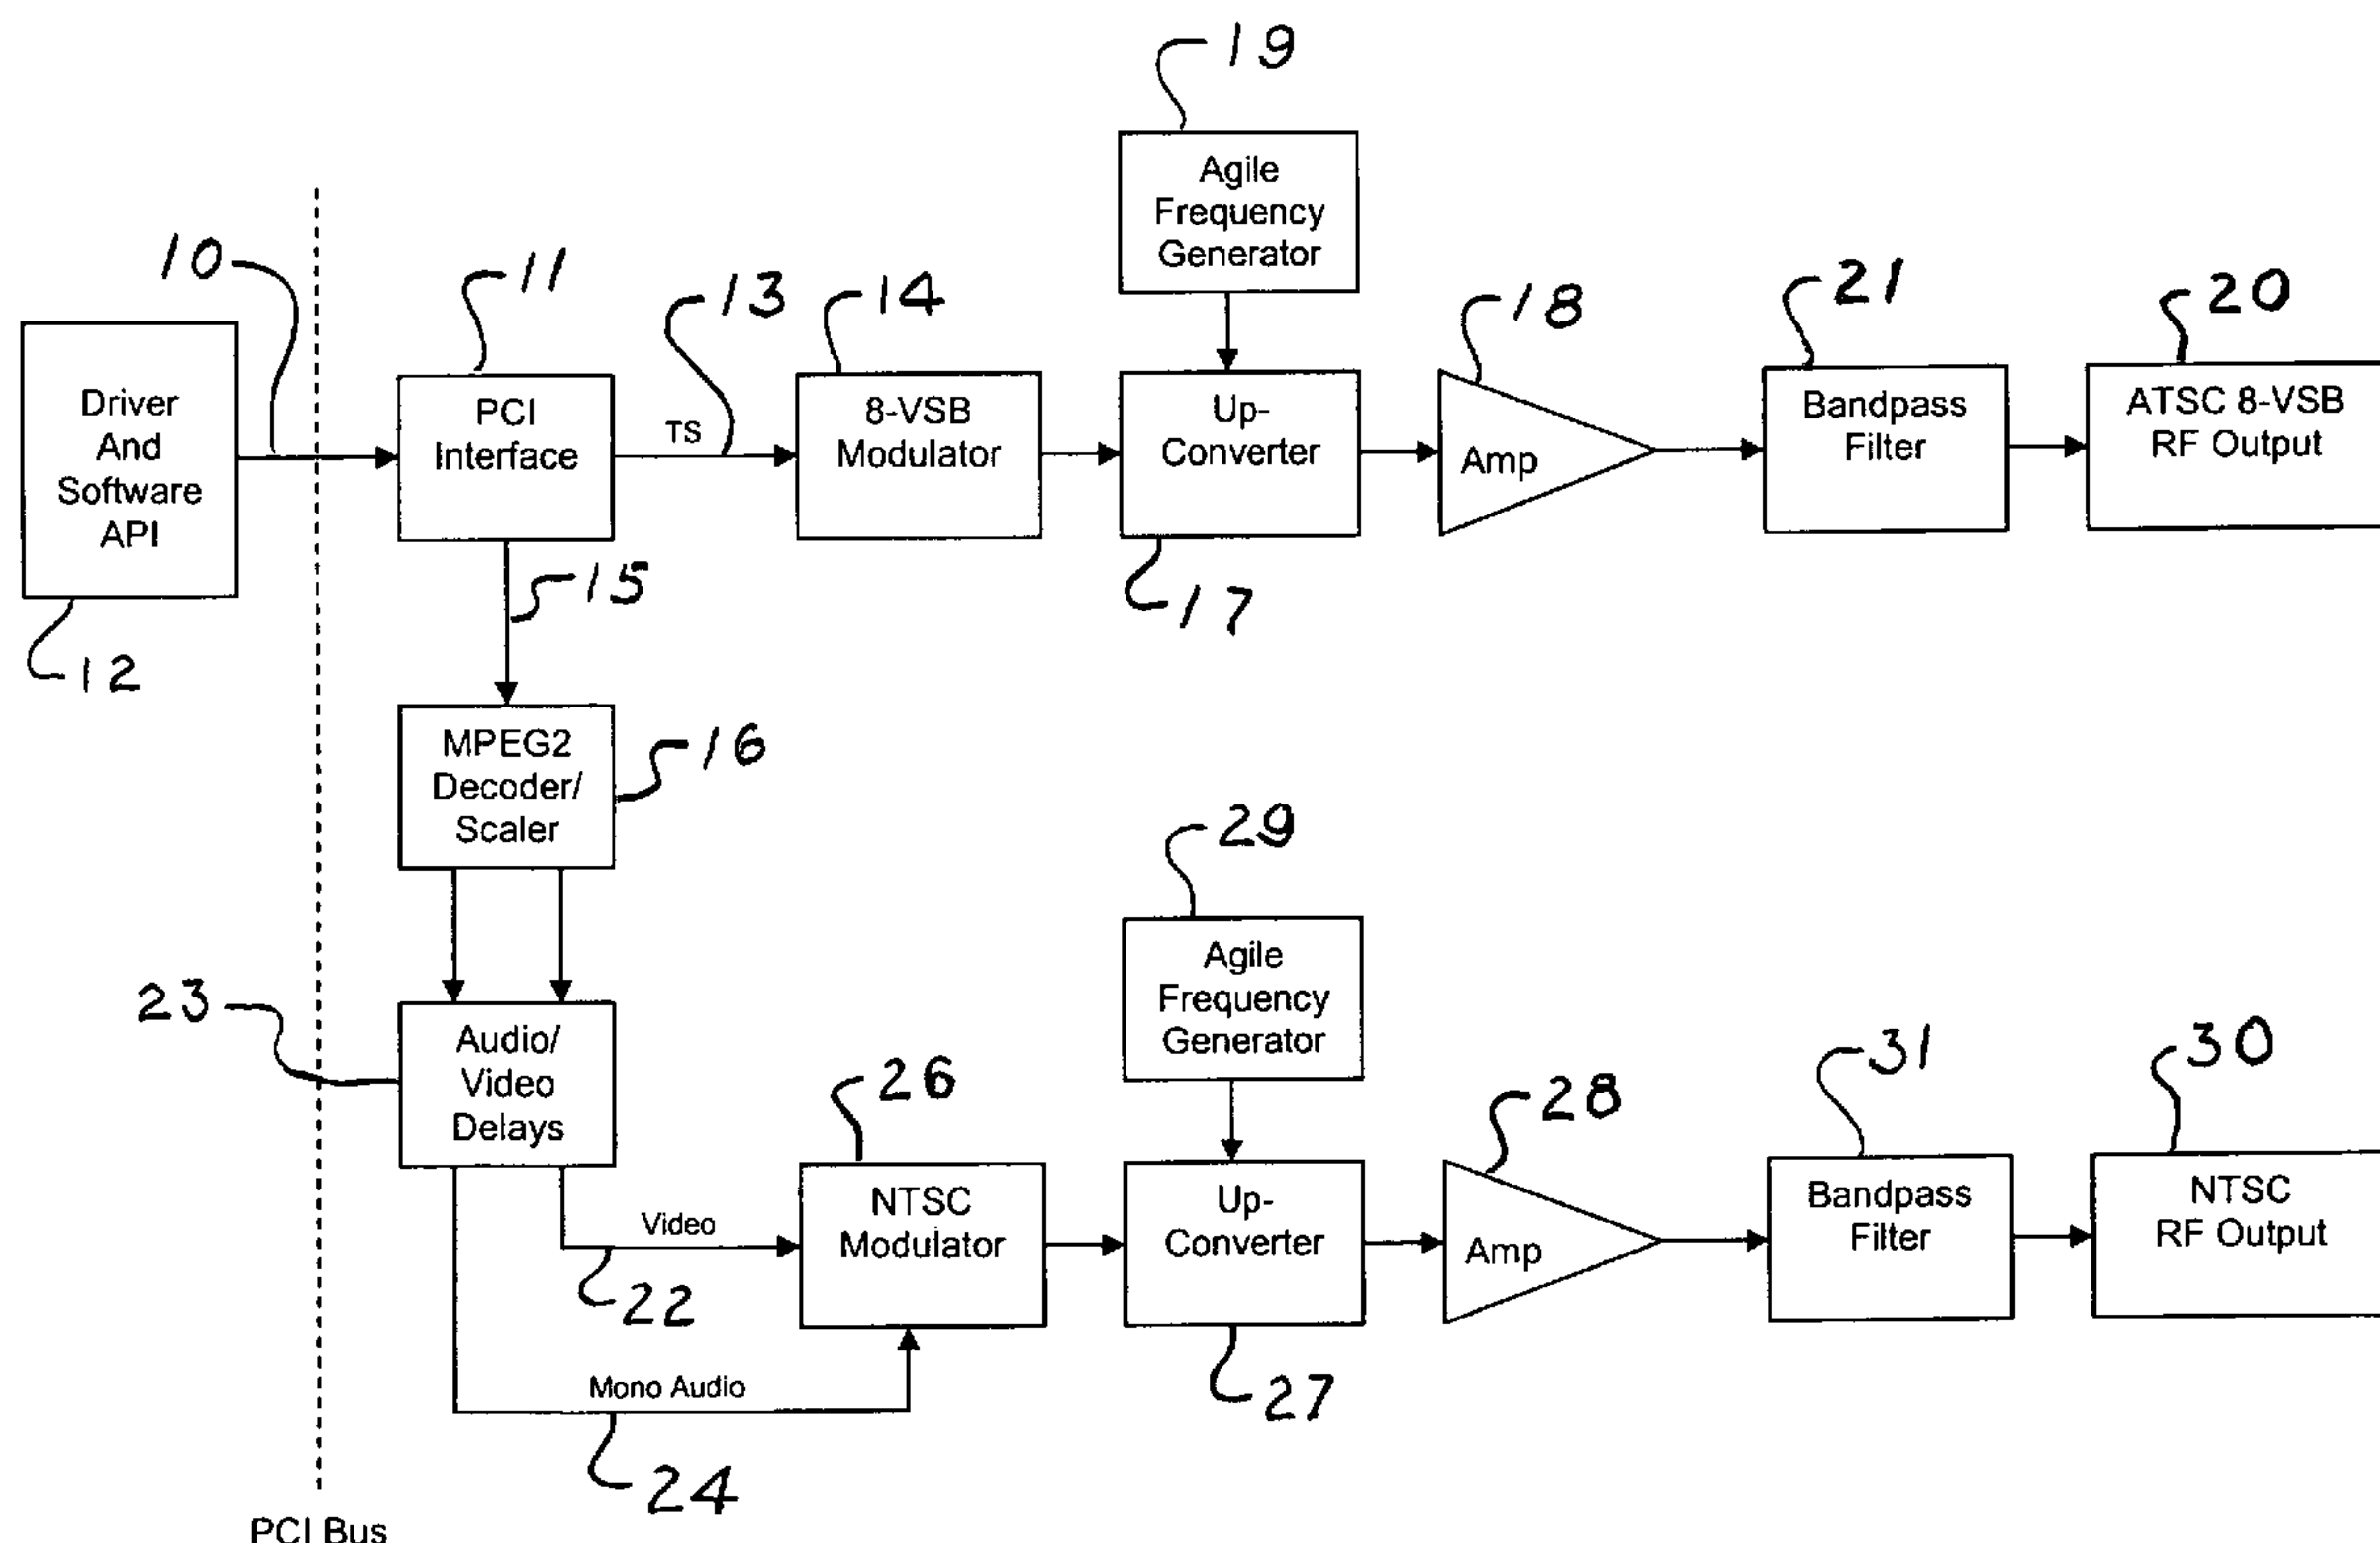 19
Agile
Frequency
Generator
10
11
13
14
18
21
20
Driver
And
Software
API
PCI
Interface
TS
8-VSB
Modulator
Up-
Converter
Amp
Bandpass
Filter
ATSC 8-VSB
RF Output
12
15
17
MPEG2
Decoder/
Scaler
16
29
Agile
Frequency
Generator
23
Audio/
Video
Delays
26
28
31
30
Video
22
NTSC
Modulator
Up-
Converter
Amp
Bandpass
Filter
NTSC
RF Output
27
Mono Audio
24
PCI Bus